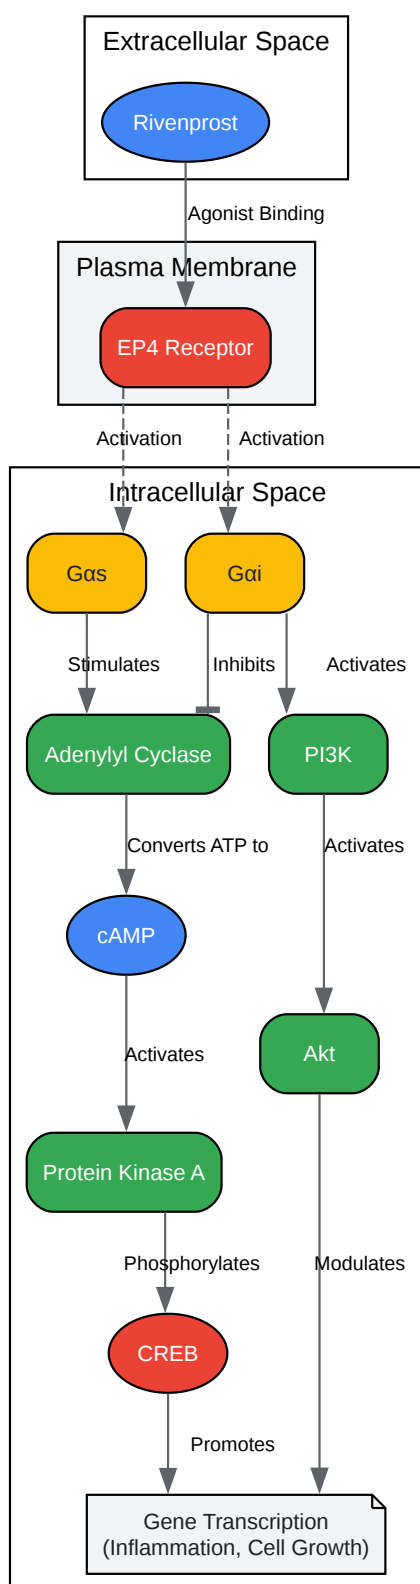 Extracellular Space
Rivenprost
Agonist Binding
Plasma Membrane
EP4 Receptor
Activation
Activation
Intracellular Space
Gαs
Gαi
Stimulates
Inhibits
Activates
Adenylyl Cyclase
PI3K
Converts ATP to
Activates
cAMP
Activates
Akt
Protein Kinase A
Phosphorylates
Modulates
CREB
Promotes
Gene Transcription
(Inflammation, Cell Growth)